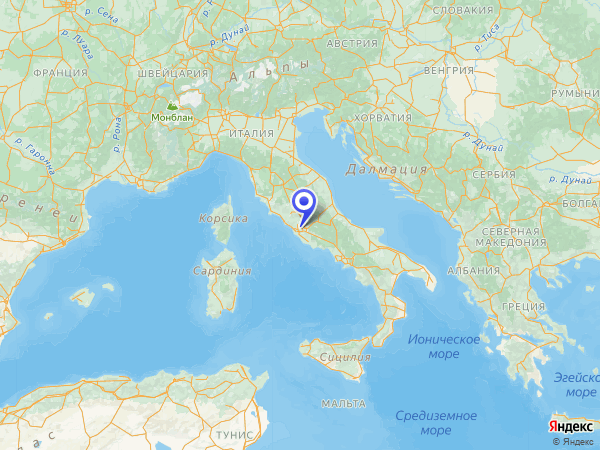 СЛОВАКИЯ
р. Сена
р. Дунай
р. Тиса
АВСТРИЯ
р. Луара
ФРАНЦИЯ
ШВЕЙЦАРИЯ
Альпы
ВЕНГРИЯ
РУМЫНИ
Монблан
р. Рона
ИТАЛИЯ
ХОРВАТИЯ
р. Дунай
р. Гаронна
Далмация
СЕРБИЯ
р. Дунай
ренеи
БОЛГАР
Корсика
СЕВЕРНАЯ
МАКЕДОНИЯ
Сардиния
АЛБАНИЯ
ГРЕЦИЯ
Ионическое
море
Сицилия
Эгейско
море
МАЛЬТА
Средиземное
море
Яндекс
ТУНИС
лас
© Яндекс